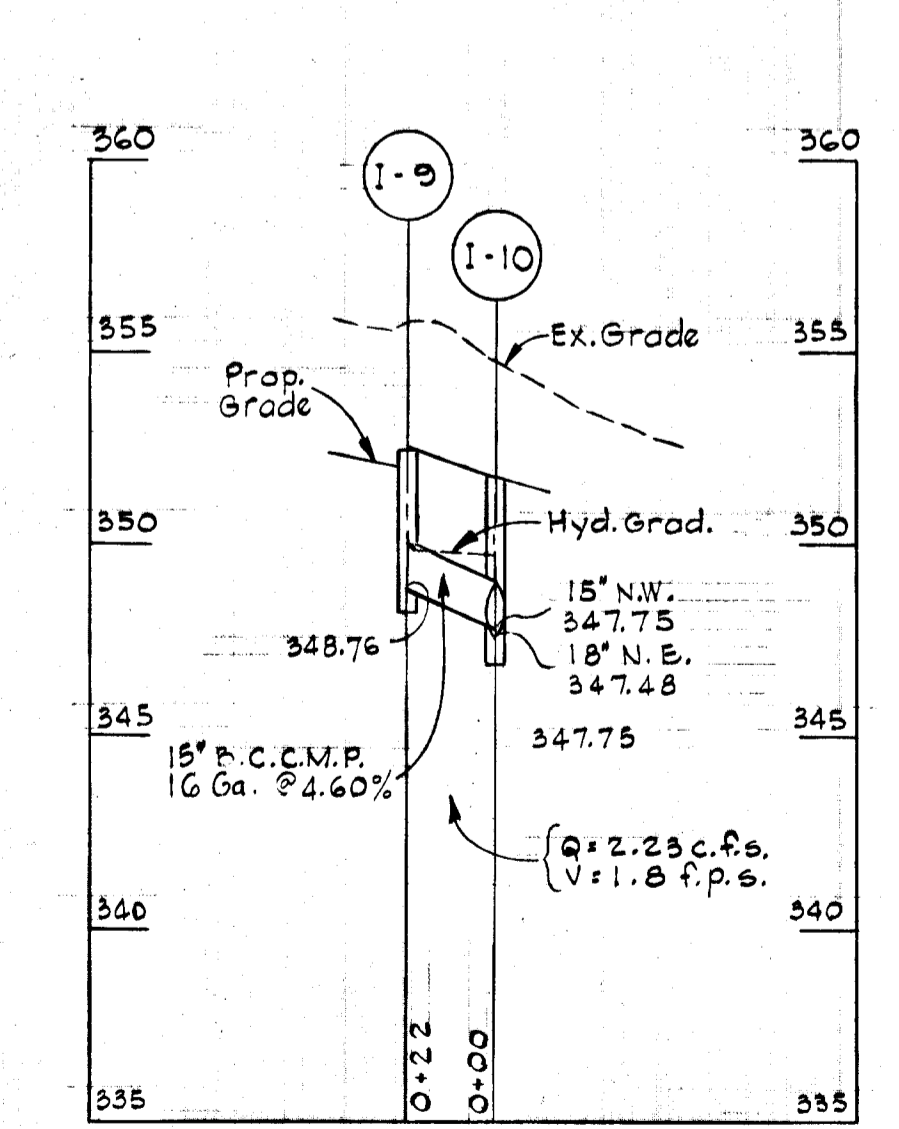 360
360
I-9
I-10
355
355
Ex. Grade
Prop.
Grade
350
350
Hyd. Grad.
15" N.W.
347.75
18" N.E.
347.48
348.76
345
345
347.75
15" B.C.C.M.P.
16 Ga. @ 4.60%
Q = 2.23 c.f.s.
V = 1.8 f.p.s.
340
340
0+22
0+00
335
335